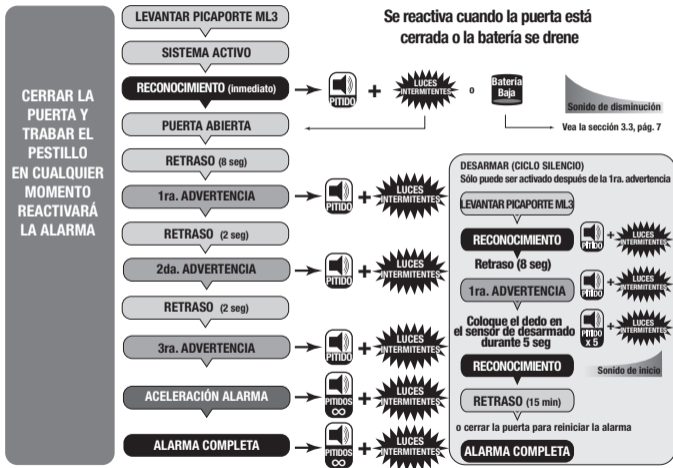 CERRAR LA
PUERTA Y
TRABAR EL
PESTILLO
EN CUALQUIER
MOMENTO
REACTIVARÁ
LA ALARMA
LEVANTAR PICAPORTE ML3
SISTEMA ACTIVO
RECONOCIMIENTO (inmediato)
PITIDO
+
LUCES
INTERMITENTES
o
Batería
Baja
Sonido de disminución
Vea la sección 3.3, pág. 7
Se reactiva cuando la puerta está
cerrada o la batería se drene
PUERTA ABIERTA
RETRASO (8 seg)
1ra. ADVERTENCIA
PITIDO
+
LUCES
INTERMITENTES
RETRASO (2 seg)
2da. ADVERTENCIA
PITIDO
+
LUCES
INTERMITENTES
RETRASO (2 seg)
3ra. ADVERTENCIA
PITIDO
+
LUCES
INTERMITENTES
ACELERACIÓN ALARMA
PITIDOS
∞
+
LUCES
INTERMITENTES
ALARMA COMPLETA
PITIDOS
∞
+
LUCES
INTERMITENTES
DESARMAR (CICLO SILENCIO)
Sólo puede ser activado después de la 1ra. advertencia
LEVANTAR PICAPORTE ML3
RECONOCIMIENTO
PITIDO
+
LUCES
INTERMITENTES
Retraso (8 seg)
1ra. ADVERTENCIA
PITIDO
+
LUCES
INTERMITENTES
Coloque el dedo en
el sensor de desarmado
durante 5 seg
PITIDO
x 5
+
LUCES
INTERMITENTES
RECONOCIMIENTO
Sonido de inicio
RETRASO (15 min)
o cerrar la puerta para reiniciar la alarma
ALARMA COMPLETA